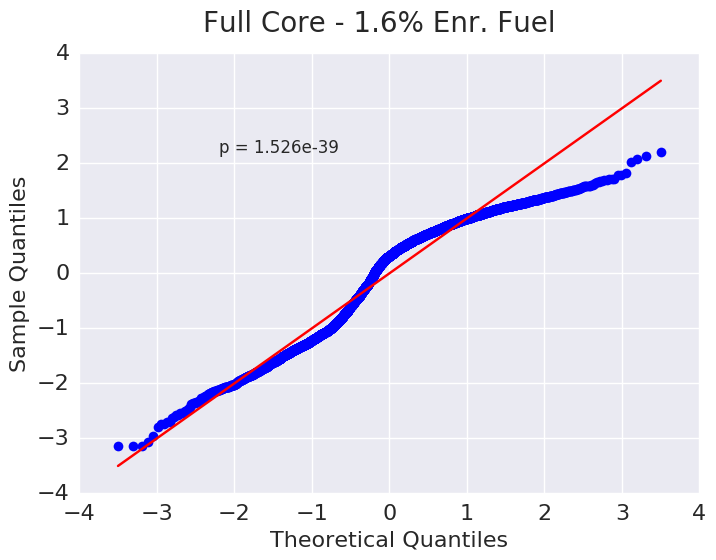 Full Core - 1.6% Enr. Fuel
4
3
p = 1.526e-39
2
1
0
−1
−2
−3
−4
Sample Quantiles
−4 −3 −2 −1 0 1 2 3 4
Theoretical Quantiles